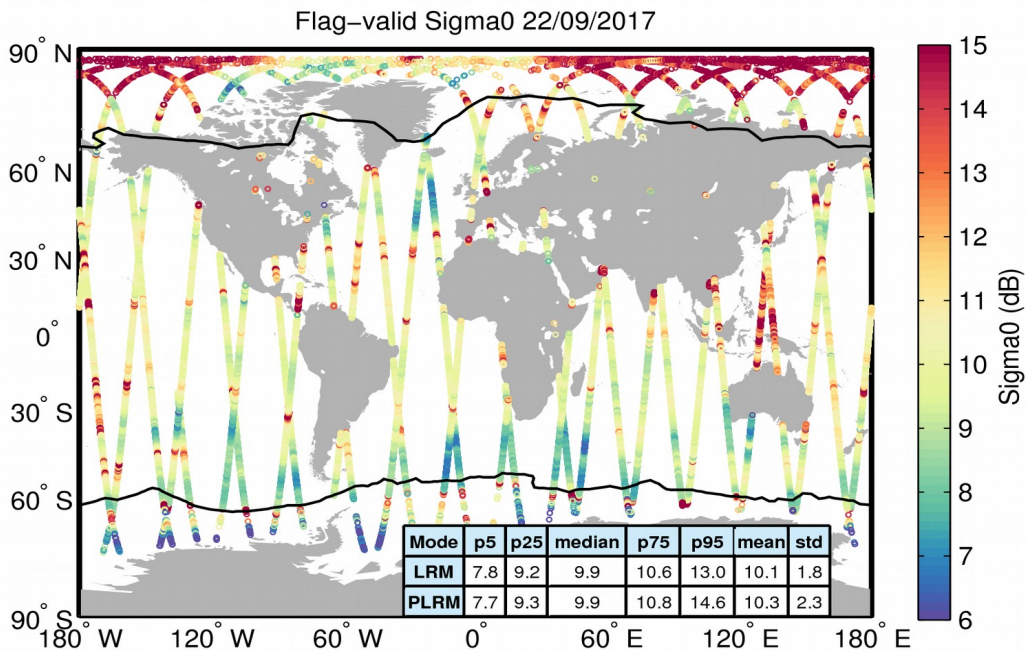 Flag−valid Sigma0 22/09/2017
90° N
60° N
30° N
0°
30° S
60° S
90° S
180° W
120° W
60° W
0°
60° E
120° E
180° E
15
14
13
12
11
10
9
8
7
6
Sigma0 (dB)
Mode p5 p25 median p75 p95 mean std
LRM 7.8 9.2 9.9 10.6 13.0 10.1 1.8
PLRM 7.7 9.3 9.9 10.8 14.6 10.3 2.3